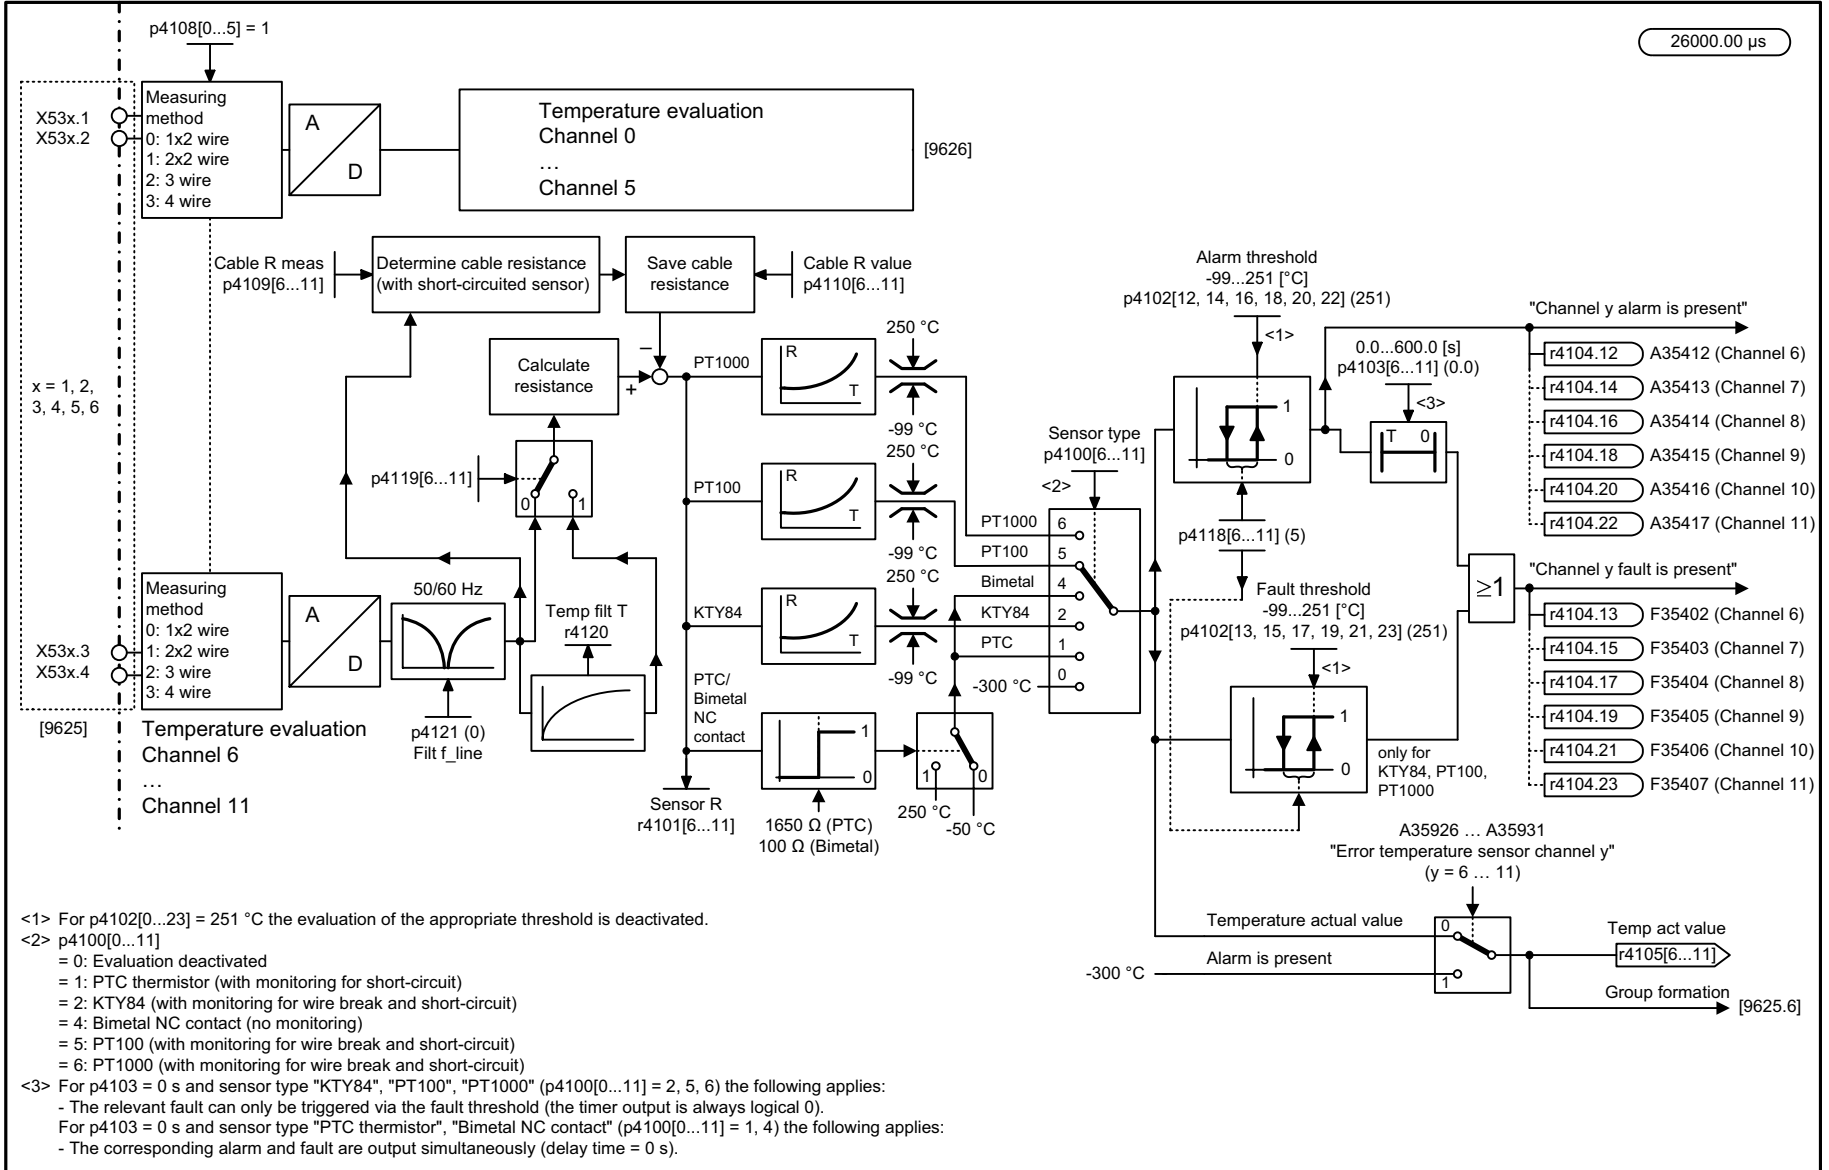 p4108[0...5] = 1
26000.00 µs
X53x.1
X53x.2
Measuring
method
0: 1x2 wire
1: 2x2 wire
2: 3 wire
3: 4 wire
A
D
Temperature evaluation
Channel 0
...
Channel 5
[9626]
Cable R meas
p4109[6...11]
Determine cable resistance
(with short-circuited sensor)
Save cable
resistance
Cable R value
p4110[6...11]
Alarm threshold
-99...251 [°C]
p4102[12, 14, 16, 18, 20, 22] (251)
<1>
"Channel y alarm is present"
0.0...600.0 [s]
p4103[6...11] (0.0)
<3>
r4104.12 A35412 (Channel 6)
r4104.14 A35413 (Channel 7)
r4104.16 A35414 (Channel 8)
r4104.18 A35415 (Channel 9)
r4104.20 A35416 (Channel 10)
r4104.22 A35417 (Channel 11)
x = 1, 2,
3, 4, 5, 6
Calculate
resistance
−
+
PT1000
R
T
250 °C
-99 °C
p4119[6...11]
0
1
PT100
R
T
250 °C
-99 °C
Sensor type
p4100[6...11]
<2>
1
0
T 0
p4118[6...11] (5)
PT1000
6
PT100
5
Bimetal
4
KTY84
2
PTC
1
-300 °C
0
Measuring
method
0: 1x2 wire
1: 2x2 wire
2: 3 wire
3: 4 wire
A
D
X53x.3
X53x.4
[9625]
50/60 Hz
p4121 (0)
Filt f_line
Temp filt T
r4120
KTY84
R
T
250 °C
-99 °C
Fault threshold
-99...251 [°C]
p4102[13, 15, 17, 19, 21, 23] (251)
<1>
1
0
≥1
"Channel y fault is present"
r4104.13 F35402 (Channel 6)
r4104.15 F35403 (Channel 7)
r4104.17 F35404 (Channel 8)
r4104.19 F35405 (Channel 9)
r4104.21 F35406 (Channel 10)
r4104.23 F35407 (Channel 11)
only for
KTY84, PT100,
PT1000
Temperature evaluation
Channel 6
...
Channel 11
PTC/
Bimetal
NC
contact
1
0
1
0
250 °C
-50 °C
Sensor R
r4101[6...11]
1650 Ω (PTC)
100 Ω (Bimetal)
A35926 ... A35931
"Error temperature sensor channel y"
(y = 6 ... 11)
Temperature actual value
0
Alarm is present
-300 °C
1
Temp act value
r4105[6...11]
Group formation
[9625.6]
<1> For p4102[0...23] = 251 °C the evaluation of the appropriate threshold is deactivated.
<2> p4100[0...11]
= 0: Evaluation deactivated
= 1: PTC thermistor (with monitoring for short-circuit)
= 2: KTY84 (with monitoring for wire break and short-circuit)
= 4: Bimetal NC contact (no monitoring)
= 5: PT100 (with monitoring for wire break and short-circuit)
= 6: PT1000 (with monitoring for wire break and short-circuit)
<3> For p4103 = 0 s and sensor type "KTY84", "PT100", "PT1000" (p4100[0...11] = 2, 5, 6) the following applies:
- The relevant fault can only be triggered via the fault threshold (the timer output is always logical 0).
For p4103 = 0 s and sensor type "PTC thermistor", "Bimetal NC contact" (p4100[0...11] = 1, 4) the following applies:
- The corresponding alarm and fault are output simultaneously (delay time = 0 s).